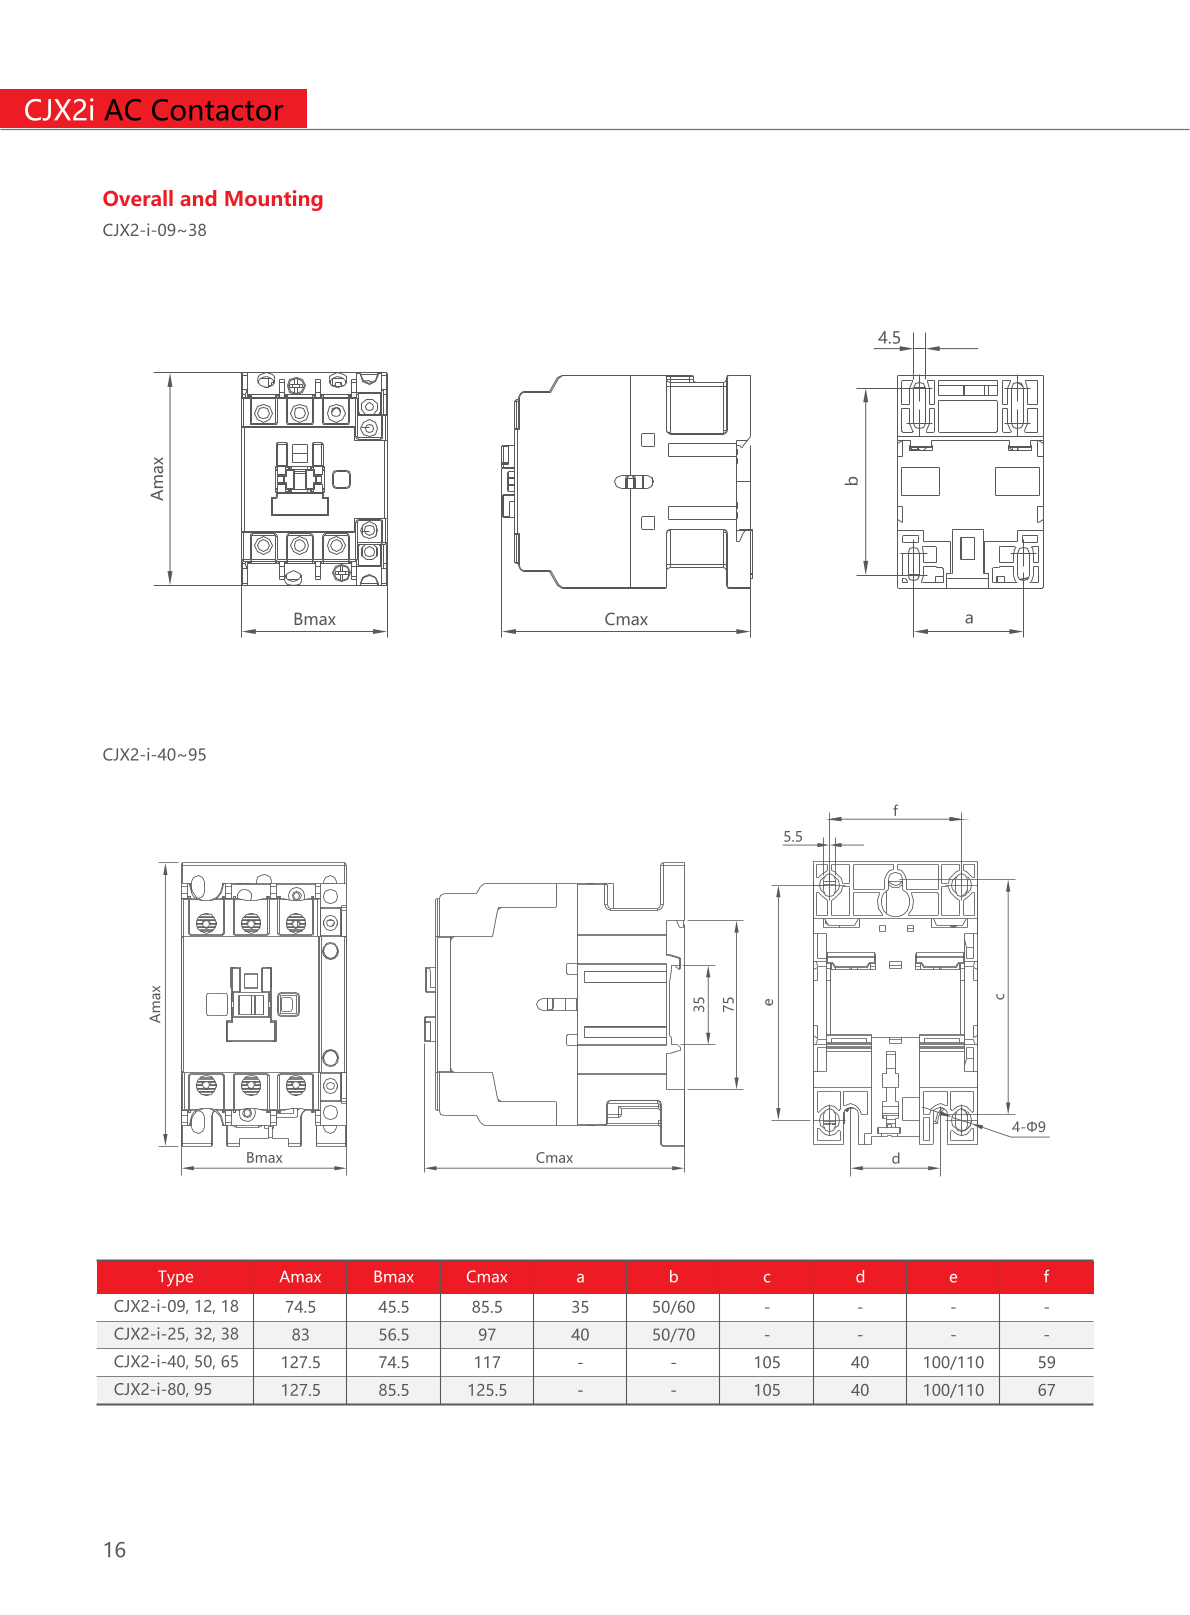 CJX2i AC Contactor
Overall and Mounting
CJX2-i-09~38
4.5
Amax
b
Bmax
Cmax
a
CJX2-i-40~95
f
5.5
Amax
35
75
e
c
4-Φ9
Bmax
Cmax
d
Type Amax Bmax Cmax a b c d e f
CJX2-i-09, 12, 18 74.5 45.5 85.5 35 50/60 - - - -
CJX2-i-25, 32, 38 83 56.5 97 40 50/70 - - - -
CJX2-i-40, 50, 65 127.5 74.5 117 - - 105 40 100/110 59
CJX2-i-80, 95 127.5 85.5 125.5 - - 105 40 100/110 67
16